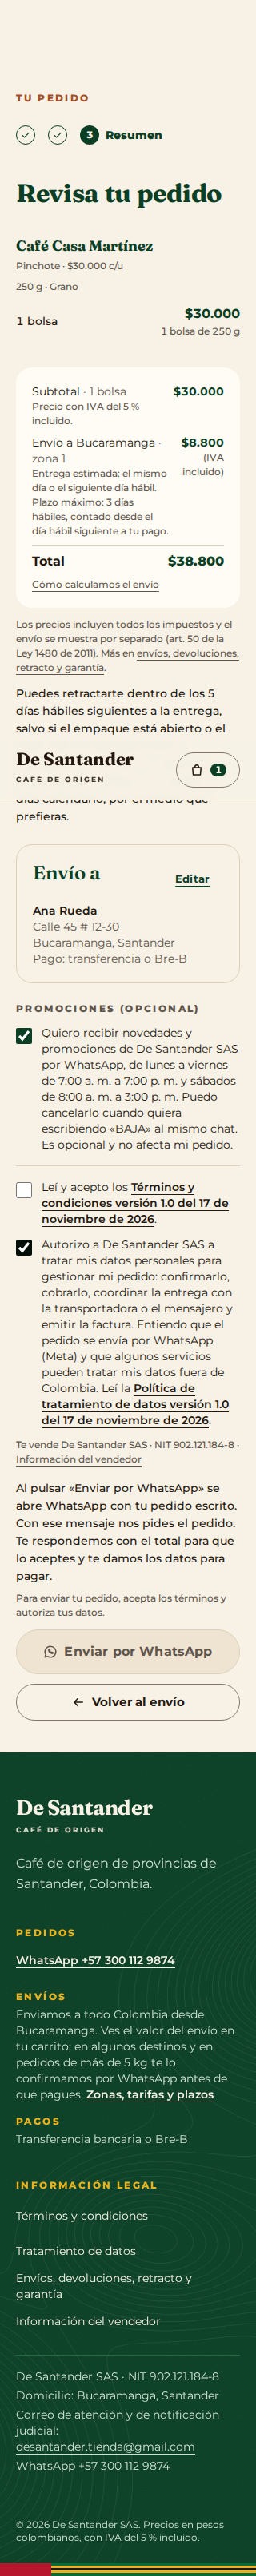 TU PEDIDO
3 Resumen
Revisa tu pedido
Café Casa Martínez
Pinchote · $30.000 c/u
250 g · Grano
1 bolsa
$30.000
1 bolsa de 250 g
Subtotal · 1 bolsa $30.000
Precio con IVA del 5 %
incluido.
Envío a Bucaramanga · $8.800
zona 1
(IVA
incluido)
Entrega estimada: el mismo
día o el siguiente día hábil.
Plazo máximo: 3 días
hábiles, contado desde el
día hábil siguiente a tu pago.
Total $38.800
Cómo calculamos el envío
Los precios incluyen todos los impuestos y el
envío se muestra por separado (art. 50 de la
Ley 1480 de 2011). Más en envíos, devoluciones,
retracto y garantía.
Puedes retractarte dentro de los 5
días hábiles siguientes a la entrega,
salvo si el empaque está abierto o el
De Santander
CAFÉ DE ORIGEN
1
días calendario, por el medio que
prefieras.
Envío a
Editar
Ana Rueda
Calle 45 # 12-30
Bucaramanga, Santander
Pago: transferencia o Bre-B
PROMOCIONES (OPCIONAL)
Quiero recibir novedades y
promociones de De Santander SAS
por WhatsApp, de lunes a viernes
de 7:00 a. m. a 7:00 p. m. y sábados
de 8:00 a. m. a 3:00 p. m. Puedo
cancelarlo cuando quiera
escribiendo «BAJA» al mismo chat.
Es opcional y no afecta mi pedido.
Leí y acepto los Términos y
condiciones versión 1.0 del 17 de
noviembre de 2026.
Autorizo a De Santander SAS a
tratar mis datos personales para
gestionar mi pedido: confirmarlo,
cobrarlo, coordinar la entrega con
la transportadora o el mensajero y
emitir la factura. Entiendo que el
pedido se envía por WhatsApp
(Meta) y que algunos servicios
pueden tratar mis datos fuera de
Colombia. Leí la Política de
tratamiento de datos versión 1.0
del 17 de noviembre de 2026.
Te vende De Santander SAS · NIT 902.121.184-8 ·
Información del vendedor
Al pulsar «Enviar por WhatsApp» se
abre WhatsApp con tu pedido escrito.
Con ese mensaje nos pides el pedido.
Te respondemos con el total para que
lo aceptes y te damos los datos para
pagar.
Para enviar tu pedido, acepta los términos y
autoriza tus datos.
Enviar por WhatsApp
Volver al envío
De Santander
CAFÉ DE ORIGEN
Café de origen de provincias de
Santander, Colombia.
PEDIDOS
WhatsApp +57 300 112 9874
ENVÍOS
Enviamos a todo Colombia desde
Bucaramanga. Ves el valor del envío en
tu carrito; en algunos destinos y en
pedidos de más de 5 kg te lo
confirmamos por WhatsApp antes de
que pagues. Zonas, tarifas y plazos
PAGOS
Transferencia bancaria o Bre-B
INFORMACIÓN LEGAL
Términos y condiciones
Tratamiento de datos
Envíos, devoluciones, retracto y
garantía
Información del vendedor
De Santander SAS · NIT 902.121.184-8
Domicilio: Bucaramanga, Santander
Correo de atención y de notificación
judicial:
desantander.tienda@gmail.com
WhatsApp +57 300 112 9874
© 2026 De Santander SAS. Precios en pesos
colombianos, con IVA del 5 % incluido.